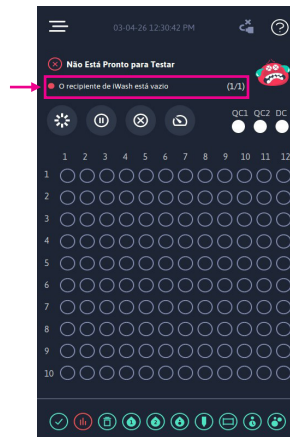 03-04-26 12:30:42 PM
Não Está Pronto para Testar
O recipiente de iWash está vazio (1/1)
QC1 QC2 DC
1 2 3 4 5 6 7 8 9 10 11 12
1
2
3
4
5
6
7
8
9
10